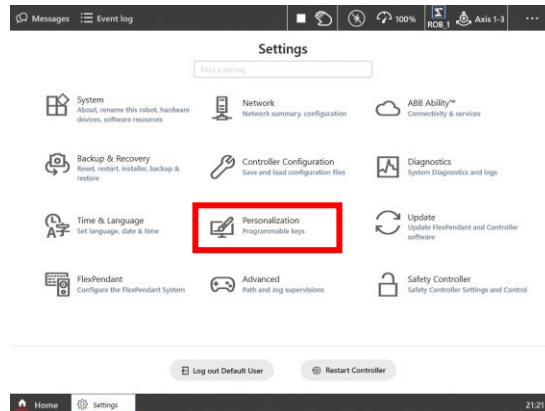 Messages
Event log
100%
ROB_1
Axis 1-3
Settings
Find a setting
System
About, rename this robot, hardware
devices, software resources
Network
Network summary, configuration
ABB Ability™
Connectivity & services
Backup & Recovery
Reset, restart, installer, backup &
restore
Controller Configuration
Save and load configuration files
Diagnostics
System Diagnostics and logs
Time & Language
Set language, date & time
Personalization
Programmable keys
Update
Update FlexPendant and Controller
software
FlexPendant
Configure the FlexPendant System
Advanced
Path and Jog supervisions
Safety Controller
Safety Controller Settings and Control
Log out Default User
Restart Controller
Home
Settings
21:21